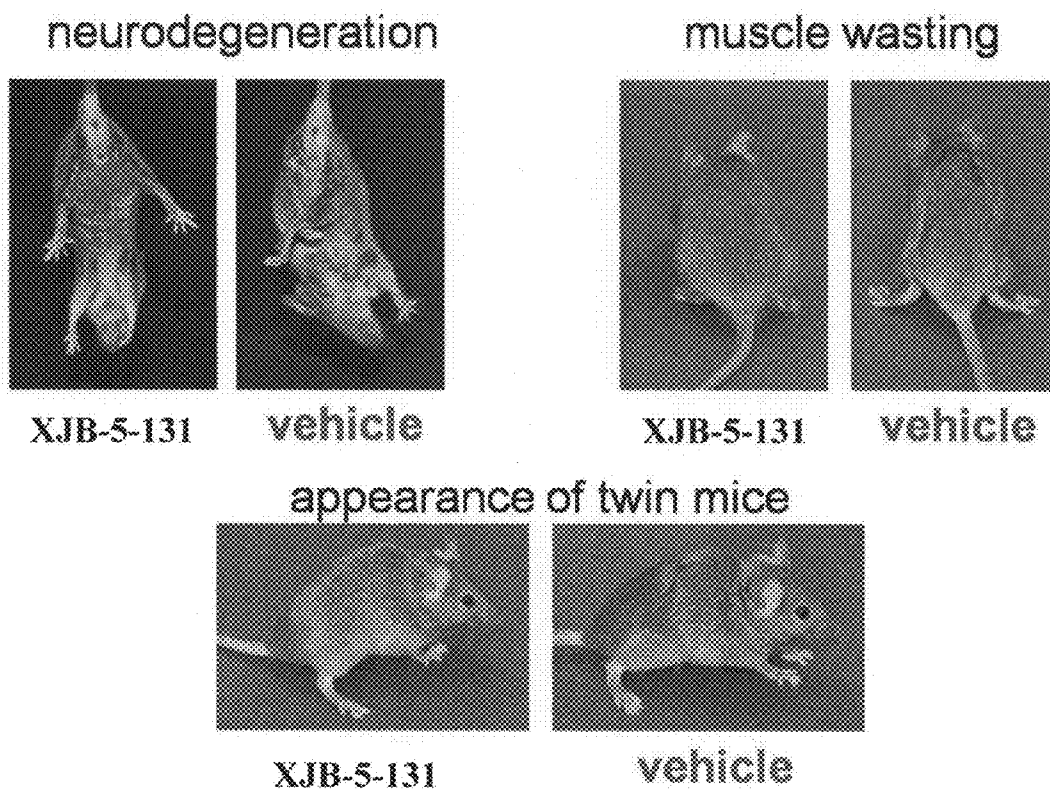 neurodegeneration
muscle wasting
XJB-5-131
vehicle
XJB-5-131
vehicle
appearance of twin mice
XJB-5-131
vehicle